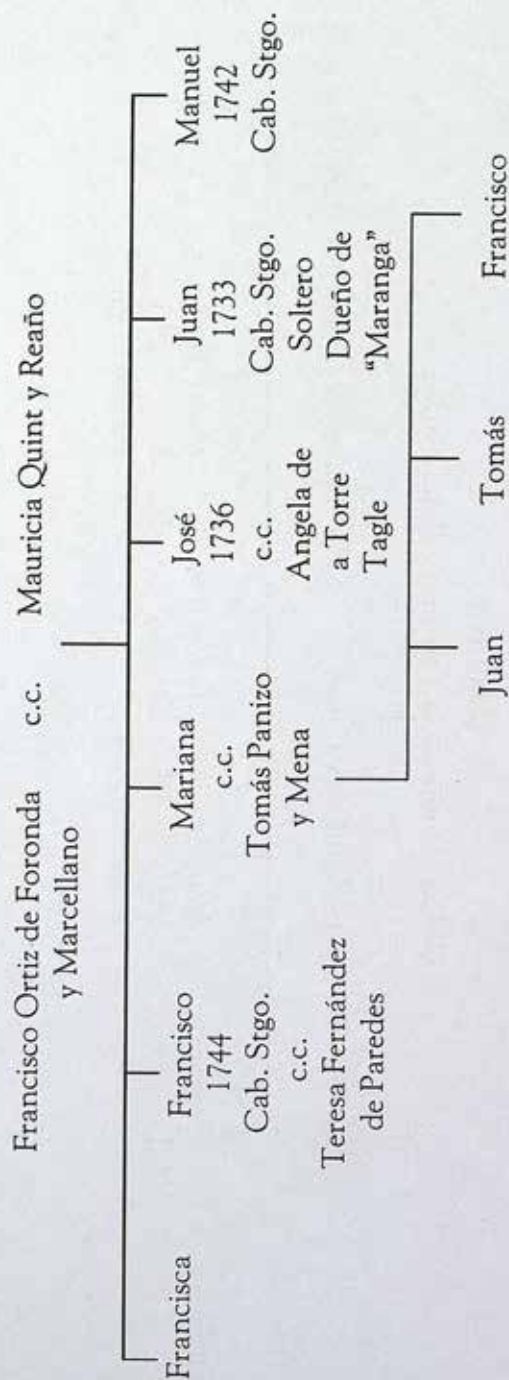 Francisco Ortiz de Foronda c.c. Mauricia Quint y Reaño
y Marcellano
Francisca
Francisco
1744
Cab. Stgo.
c.c.
Teresa Fernández
de Paredes
Mariana
c.c.
Tomás Panizo
y Mena
José
1736
c.c.
Angela de
a Torre
Tagle
Juan
1733
Cab. Stgo.
Soltero
Dueño de
"Maranga"
Manuel
1742
Cab. Stgo.
Juan
Tomás
Francisco